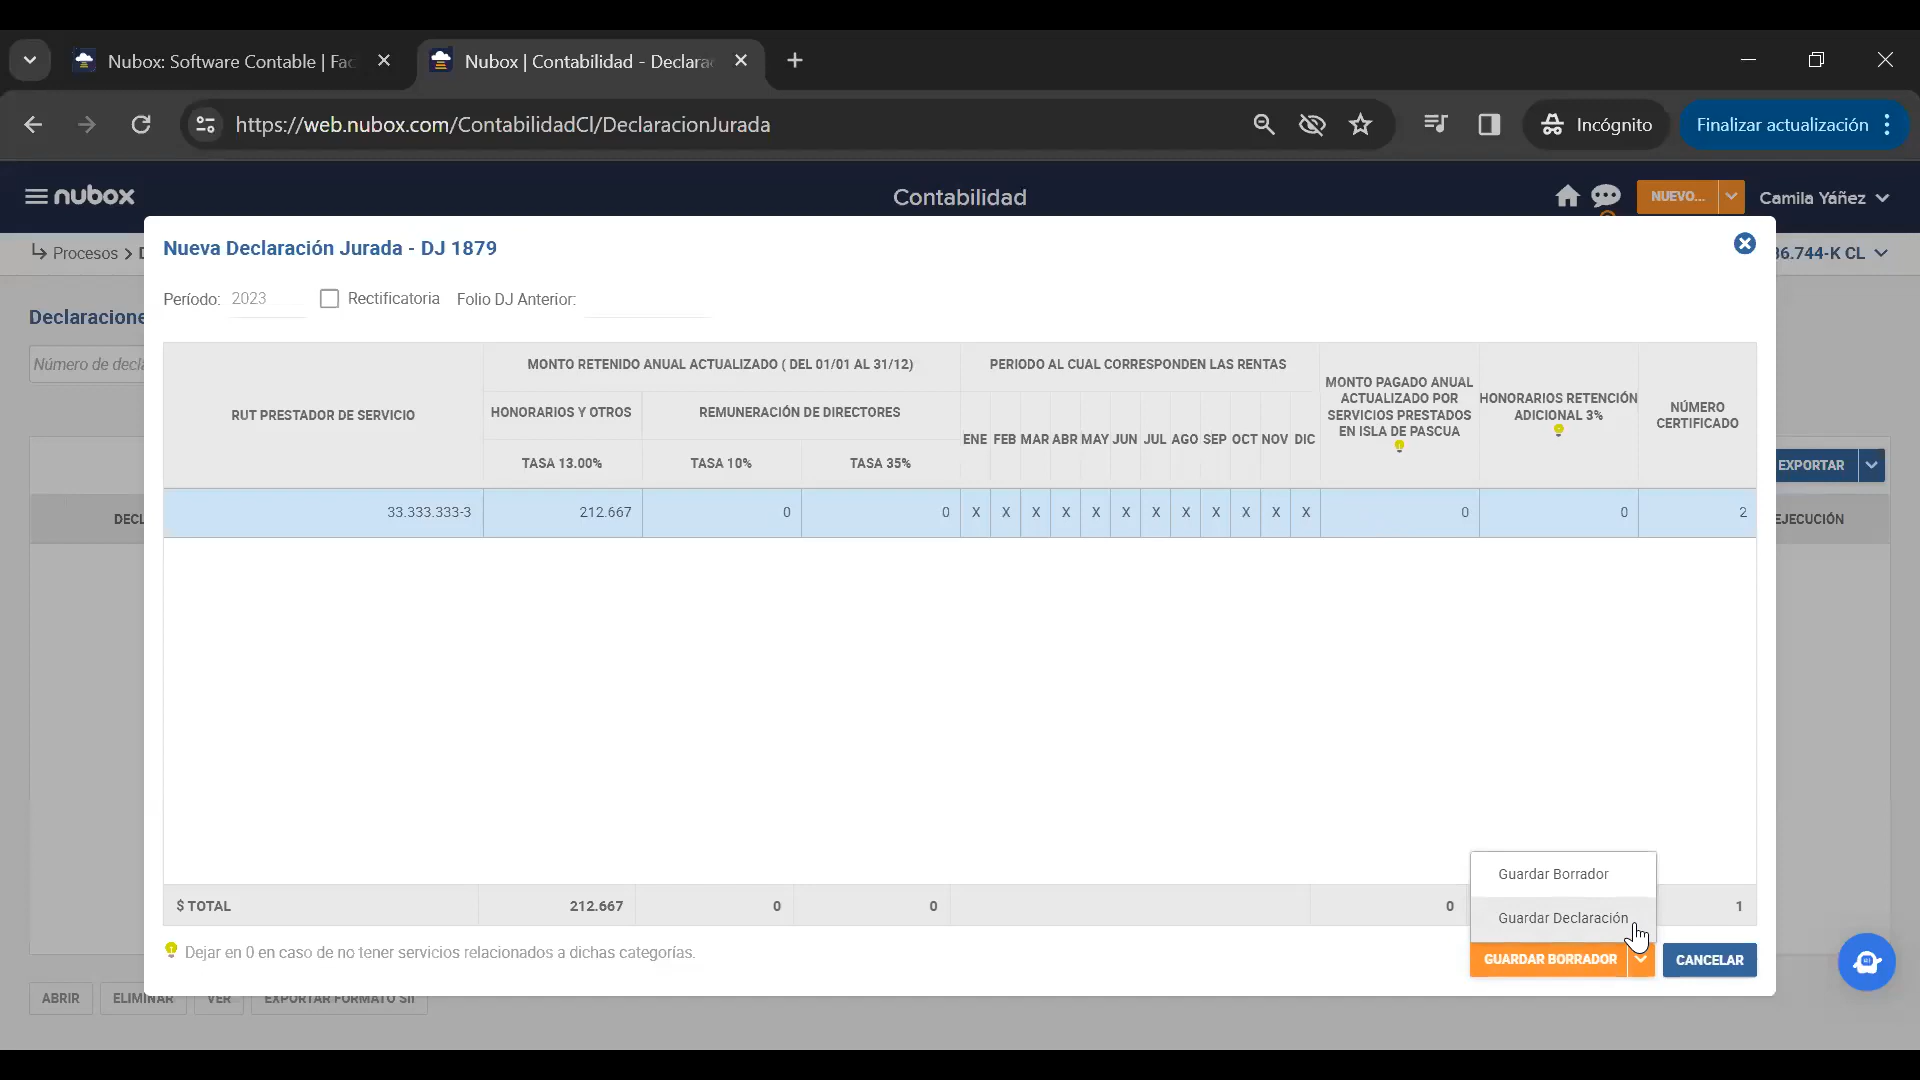 Nubox: Software Contable | Fac
Nubox | Contabilidad - Declara
https://web.nubox.com/ContabilidadCl/DeclaracionJurada
Incógnito
Finalizar actualización
nubox
Contabilidad
NUEVO...
Camila Yáñez
Procesos > D
36.744-K CL
Nueva Declaración Jurada - DJ 1879
Período: 2023
Rectificatoria
Folio DJ Anterior:
Declaracione
Número de decla
MONTO RETENIDO ANUAL ACTUALIZADO ( DEL 01/01 AL 31/12)
PERIODO AL CUAL CORRESPONDEN LAS RENTAS
RUT PRESTADOR DE SERVICIO
HONORARIOS Y OTROS
REMUNERACIÓN DE DIRECTORES
TASA 13.00%
TASA 10%
TASA 35%
ENE FEB MAR ABR MAY JUN JUL AGO SEP OCT NOV DIC
MONTO PAGADO ANUAL
ACTUALIZADO POR
SERVICIOS PRESTADOS
EN ISLA DE PASCUA
HONORARIOS RETENCIÓN
ADICIONAL 3%
NÚMERO
CERTIFICADO
EXPORTAR
DECL
33.333.333-3 212.667 0 0 X X X X X X X X X X X X 0 0 2
EJECUCIÓN
Guardar Borrador
$ TOTAL 212.667 0 0 0 1
Guardar Declaración
Dejar en 0 en caso de no tener servicios relacionados a dichas categorías.
GUARDAR BORRADOR
CANCELAR
ABRIR
ELIMINAR
VER
EXPORTAR FORMATO SII